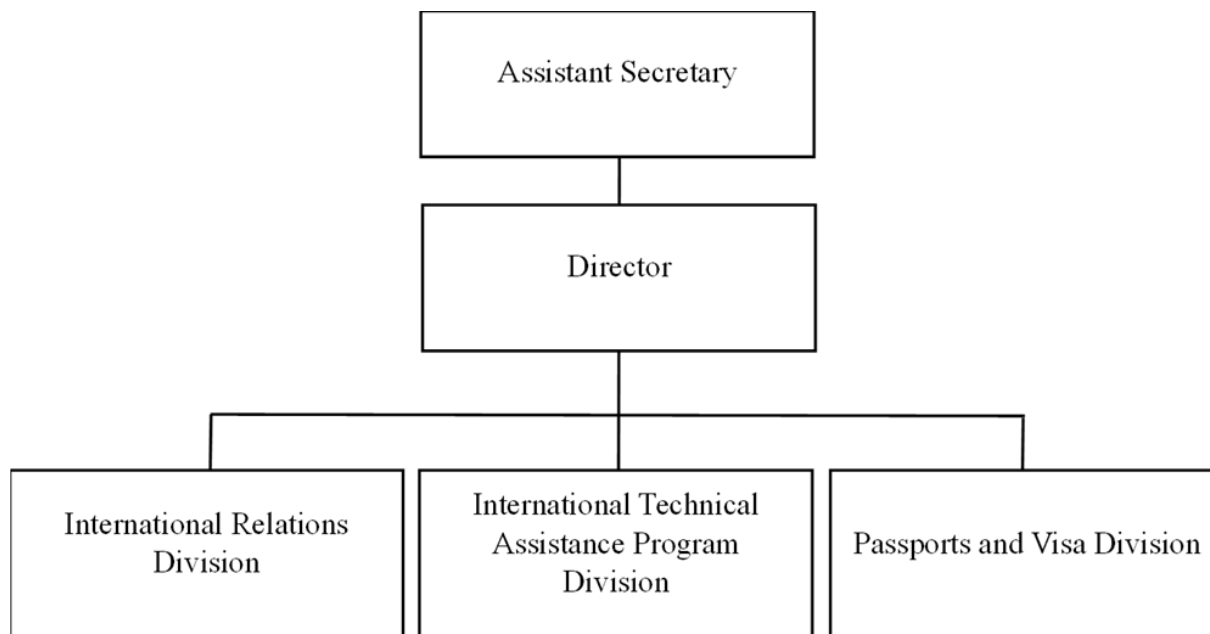 Assistant Secretary
Director
International Relations
Division
International Technical
Assistance Program
Division
Passports and Visa Division